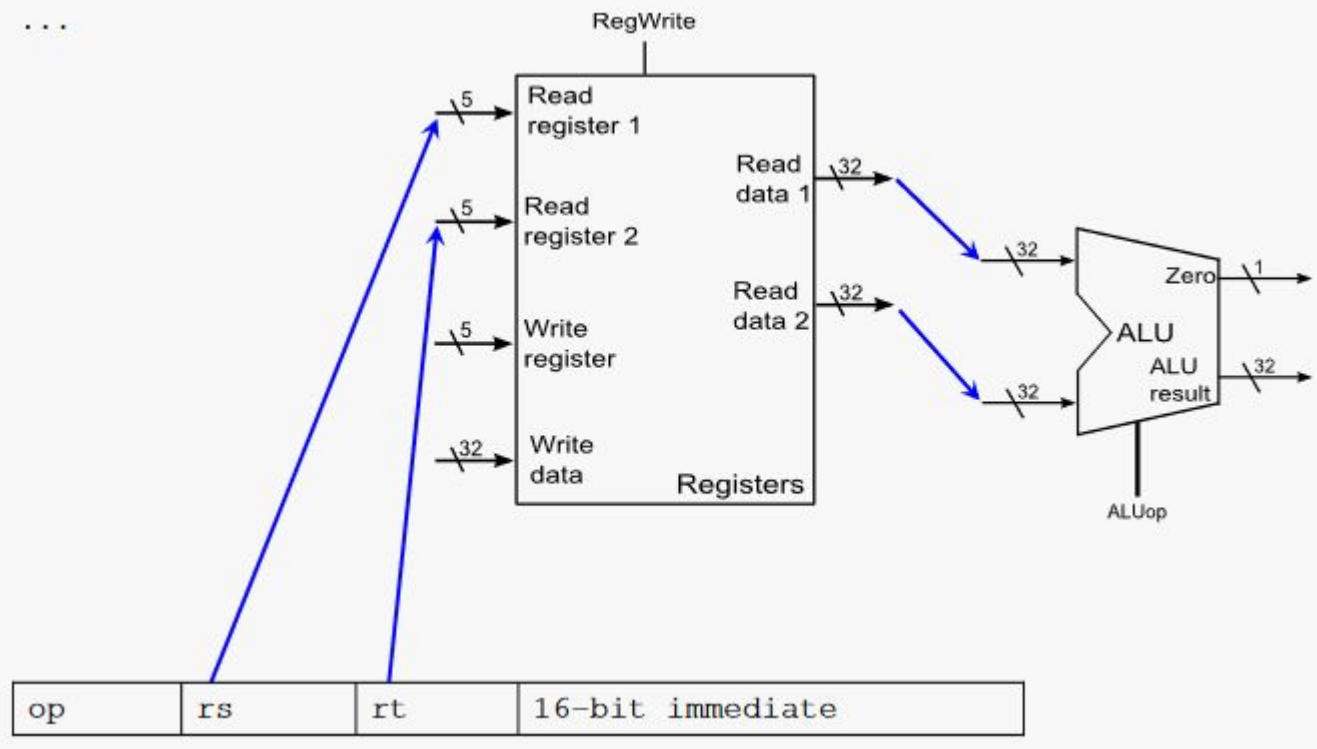 ...
RegWrite
5
Read
register 1
5
Read
register 2
5
Write
register
32
Write
data
Read
data 1
32
Read
data 2
32
Registers
32
32
Zero
1
ALU
ALU
result
32
ALUop
op
rs
rt
16-bit immediate